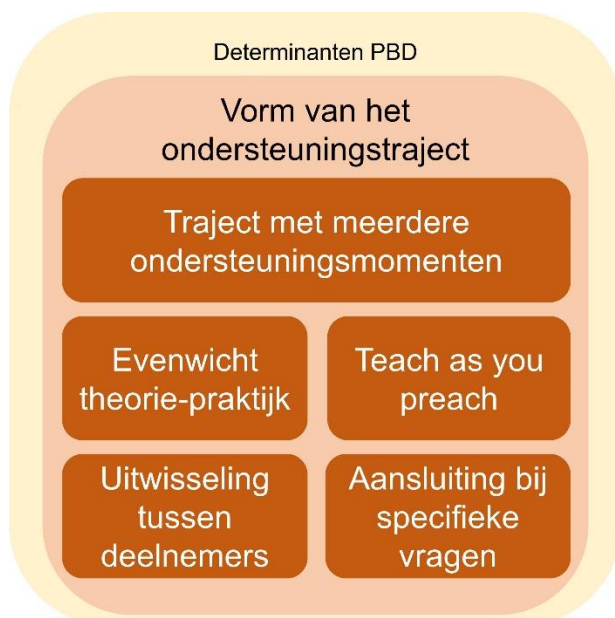 Determinanten PBD
Vorm van het
ondersteuningstraject
Traject met meerdere
ondersteuningsmomenten
Evenwicht
theorie-praktijk
Teach as you
preach
Uitwisseling
tussen
deelnemers
Aansluiting bij
specifieke
vragen